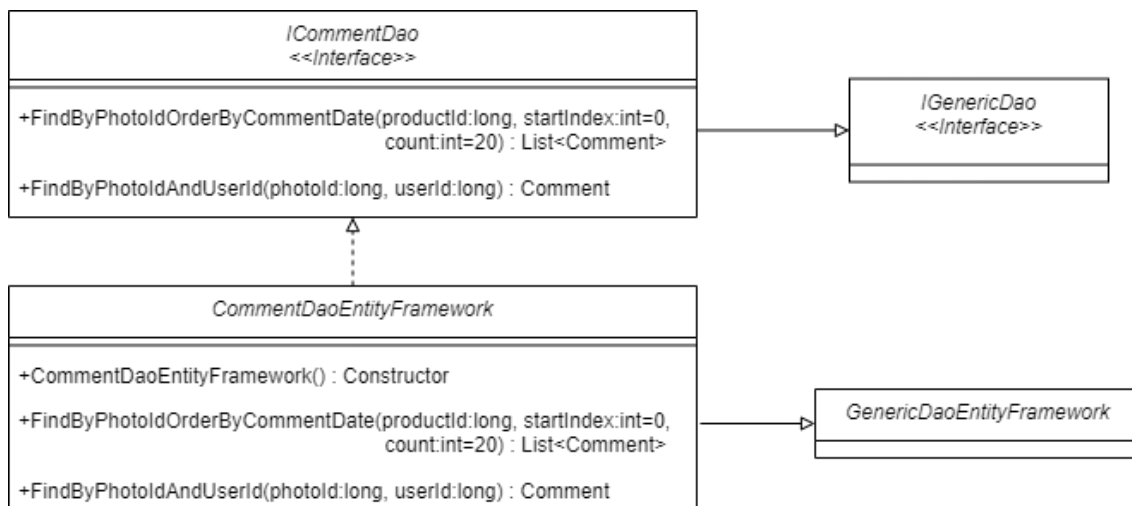 ICommentDao
<<Interface>>
+FindByPhotoIdOrderByCommentDate(productId:long, startIndex:int=0,
count:int=20) : List<Comment>
+FindByPhotoIdAndUserId(photoId:long, userId:long) : Comment
IGenericDao
<<Interface>>
CommentDaoEntityFramework
+CommentDaoEntityFramework() : Constructor
+FindByPhotoIdOrderByCommentDate(productId:long, startIndex:int=0,
count:int=20) : List<Comment>
+FindByPhotoIdAndUserId(photoId:long, userId:long) : Comment
GenericDaoEntityFramework